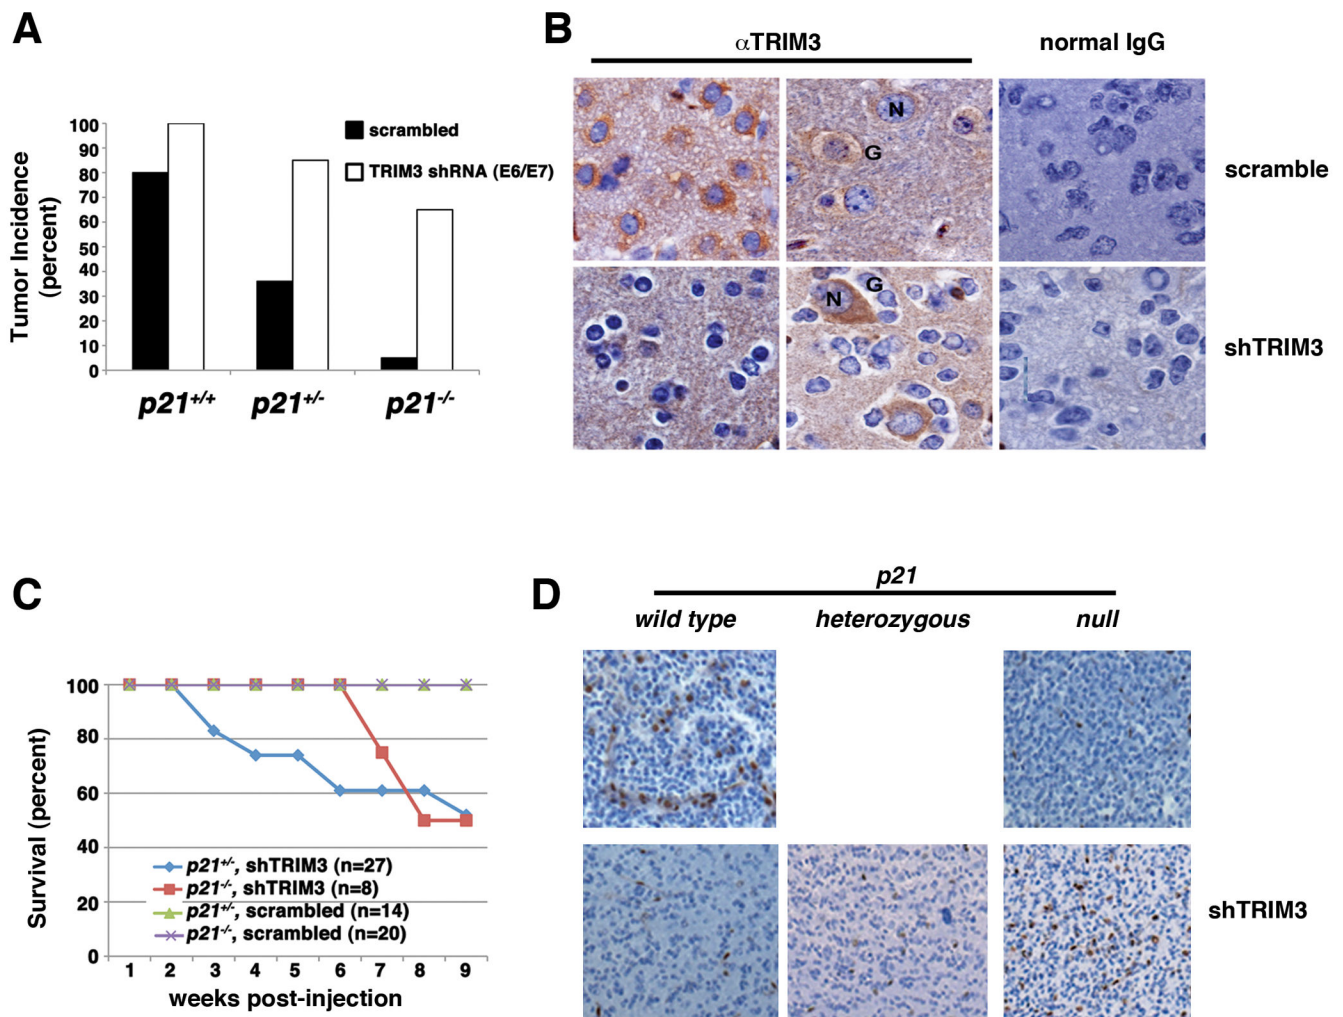 A
B
αTRIM3
normal IgG
scrambled
TRIM3 shRNA (E6/E7)
Tumor Incidence
(percent)
100
90
80
70
60
50
40
30
20
10
0
p21+/+
p21+/-
p21-/-
N
G
scramble
N
G
shTRIM3
C
D
p21
wild type
heterozygous
null
Survival (percent)
100
80
60
40
20
0
p21+/-, shTRIM3 (n=27)
p21-/-, shTRIM3 (n=8)
p21+/-, scrambled (n=14)
p21-/-, scrambled (n=20)
1 2 3 4 5 6 7 8 9
weeks post-injection
shTRIM3